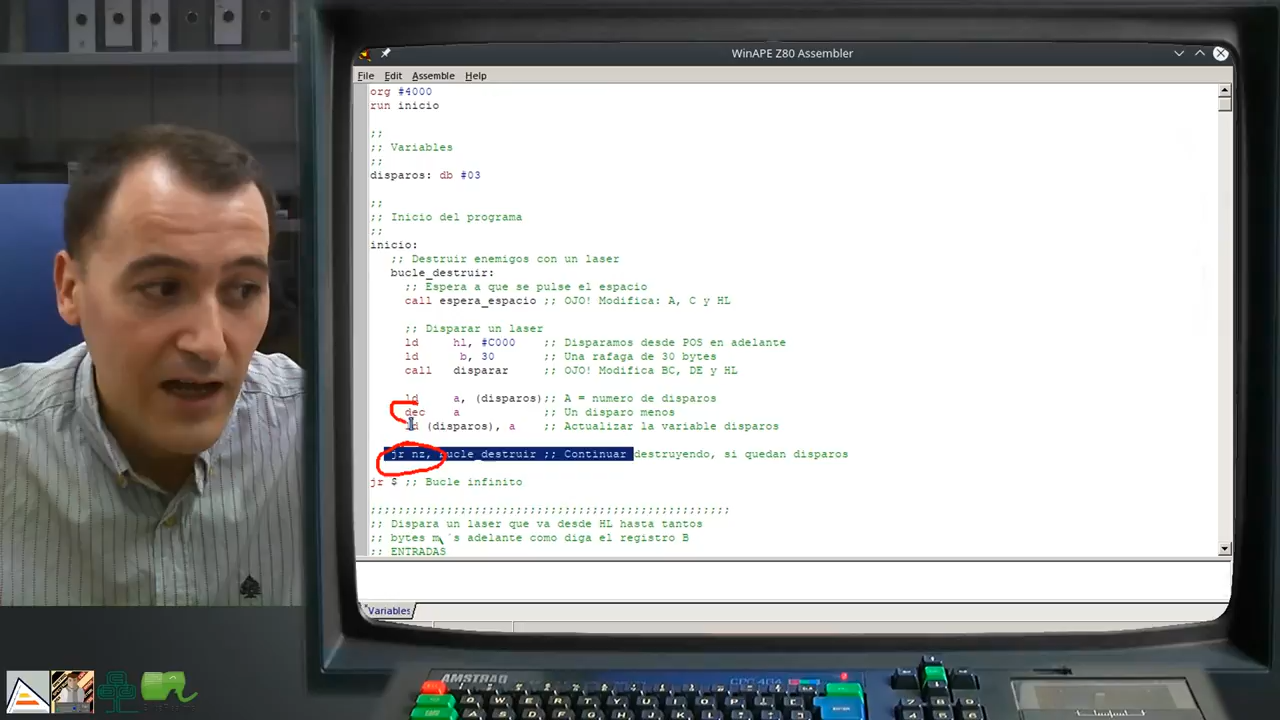 WinAPE Z80 Assembler
File Edit Assemble Help
org #4000
run inicio
;;
;; Variables
;;
disparos: db #03
;;
;; Inicio del programa
;;
inicio:
;; Destruir enemigos con un laser
bucle_destruir:
;; Espera a que se pulse el espacio
call espera_espacio ;; OJO! Modifica: A, C y HL
;; Disparar un laser
ld hl, #C000 ;; Disparamos desde POS en adelante
ld b, 30 ;; Una rafaga de 30 bytes
call disparar ;; OJO! Modifica BC, DE y HL
ld a, (disparos);; A = numero de disparos
dec a ;; Un disparo menos
ld (disparos), a ;; Actualizar la variable disparos
jr nz, bucle_destruir ;; Continuar destruyendo, si quedan disparos
jr $ ;; Bucle infinito
;;;;;;;;;;;;;;;;;;;;;;;;;;;;;;;;;;;;;;;;;;;;;;;;;;;;
;; Dispara un laser que va desde HL hasta tantos
;; bytes adelante como diga el registro B
;; ENTRADAS
Variables
AMSTRAD